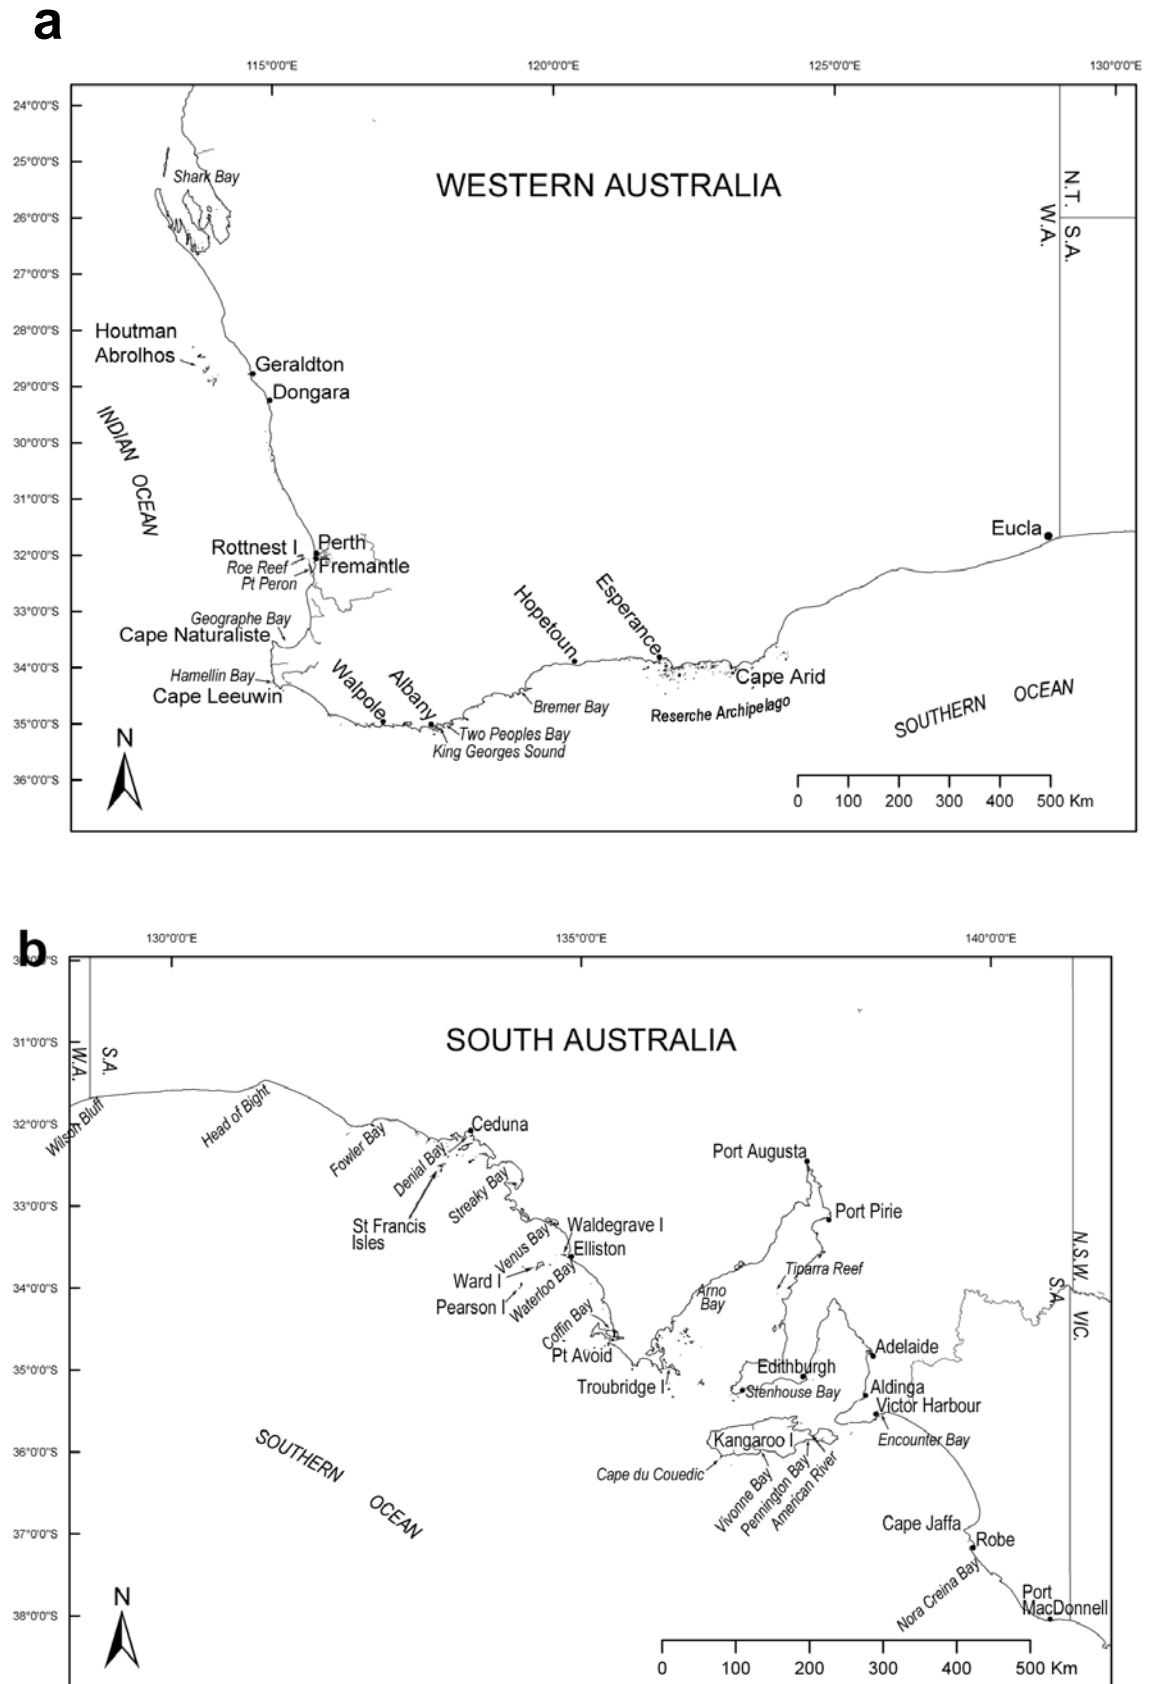 a
115°0'0"E
120°0'0"E
125°0'0"E
130°0'0"E
24°0'0"S
25°0'0"S
26°0'0"S
27°0'0"S
28°0'0"S
29°0'0"S
30°0'0"S
31°0'0"S
32°0'0"S
33°0'0"S
34°0'0"S
35°0'0"S
36°0'0"S
Shark Bay
WESTERN AUSTRALIA
N.T.
W.A.
S.A.
Houtman
Abrolhos
Geraldton
Dongara
INDIAN OCEAN
Eucla
Rottnest I
Perth
Roe Reef
Fremantle
Pt Peron
Geographe Bay
Cape Naturaliste
Hopetoun
Esperance
Hamellin Bay
Cape Leeuwin
Walpole
Albany
Cape Arid
Bremer Bay
Reserche Archipelago
SOUTHERN OCEAN
Two Peoples Bay
King Georges Sound
N
0 100 200 300 400 500 Km
b
130°0'0"E
135°0'0"E
140°0'0"E
31°0'0"S
32°0'0"S
33°0'0"S
34°0'0"S
35°0'0"S
36°0'0"S
37°0'0"S
38°0'0"S
SOUTH AUSTRALIA
W.A.
S.A.
Wilson Bluff
Head of Bight
Fowler Bay
Ceduna
Denial Bay
Port Augusta
Streaky Bay
St Francis
Isles
Port Pirie
Waldegrave I
Venus Bay
Elliston
N.S.W.
Ward I
Tiparra Reef
Pearson I
Waterloo Bay
Arno
Bay
S.A.
VIC.
Coffin Bay
Pt Avoid
Adelaide
Edithburgh
Troubridge I
Stenhouse Bay
Aldinga
Victor Harbour
Encounter Bay
Kangaroo I
Cape du Couedic
Vivonne Bay
Pennington Bay
American River
SOUTHERN
OCEAN
Cape Jaffa
Robe
Nora Creina Bay
Port
MacDonnell
N
0 100 200 300 400 500 Km